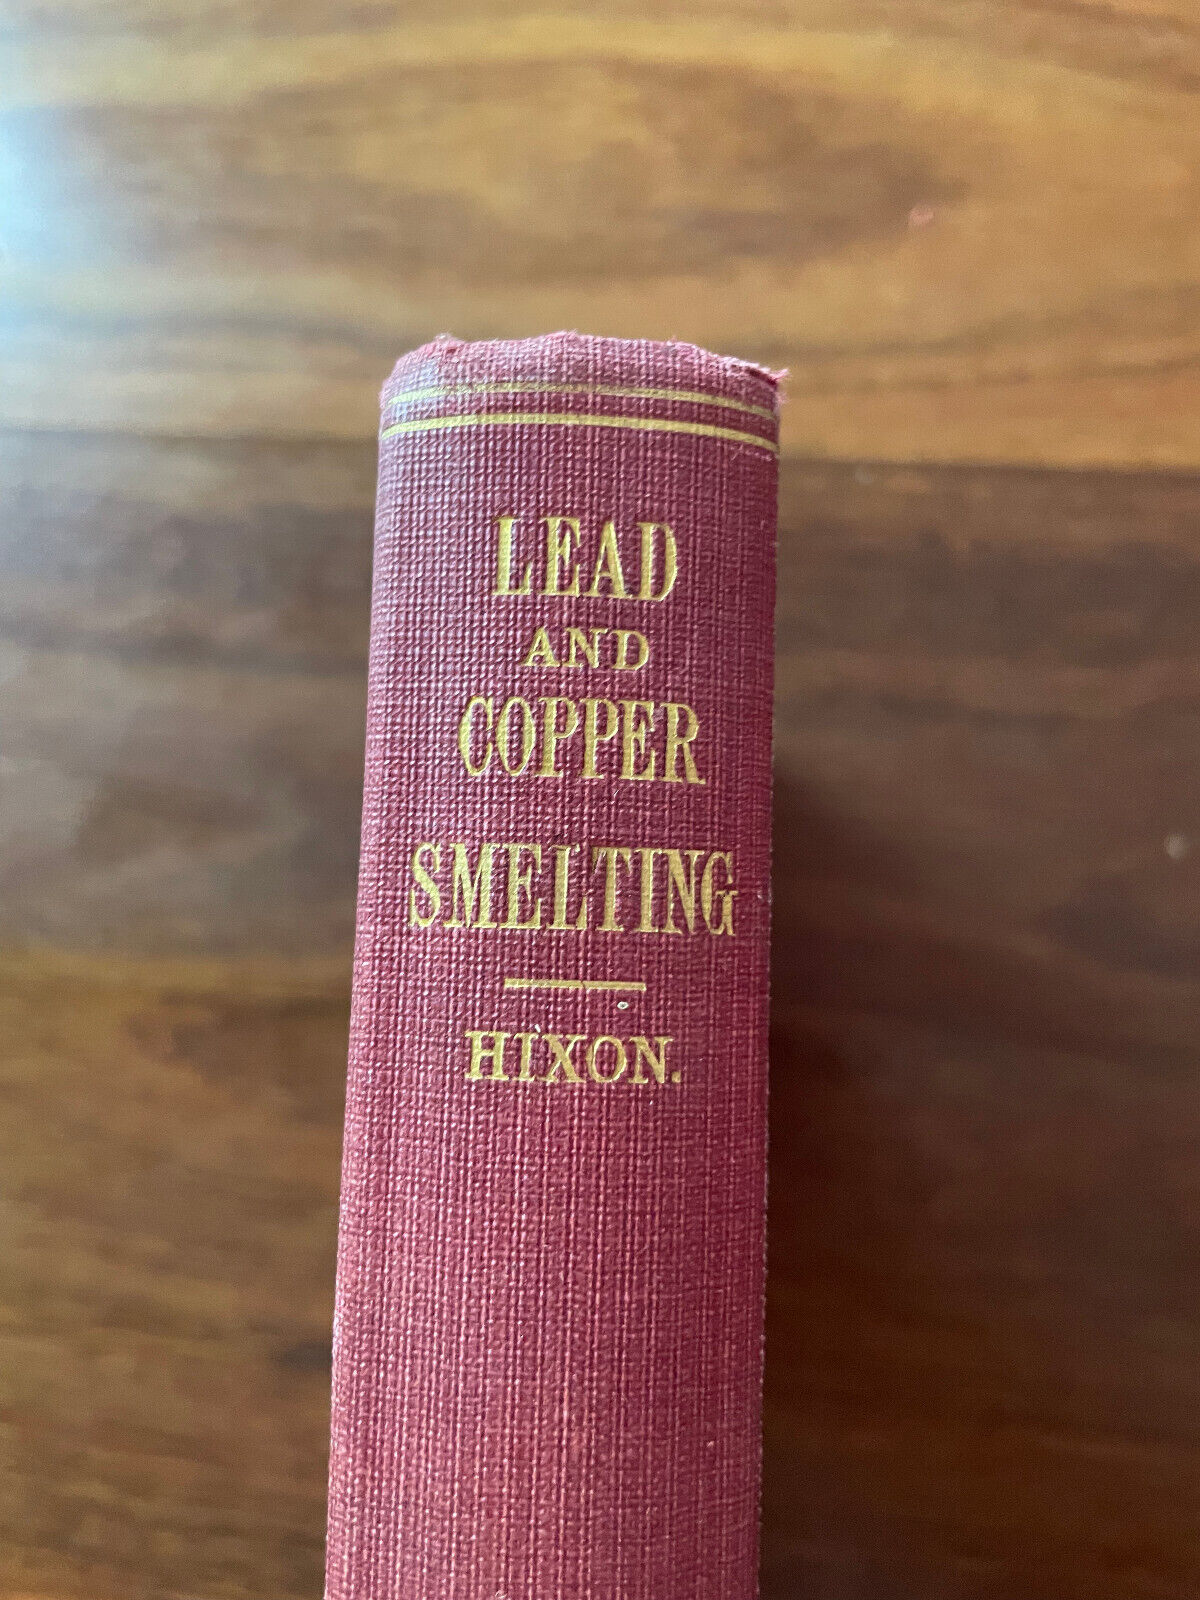 LEAD
AND
COPPER
SMELTING
HIXON.